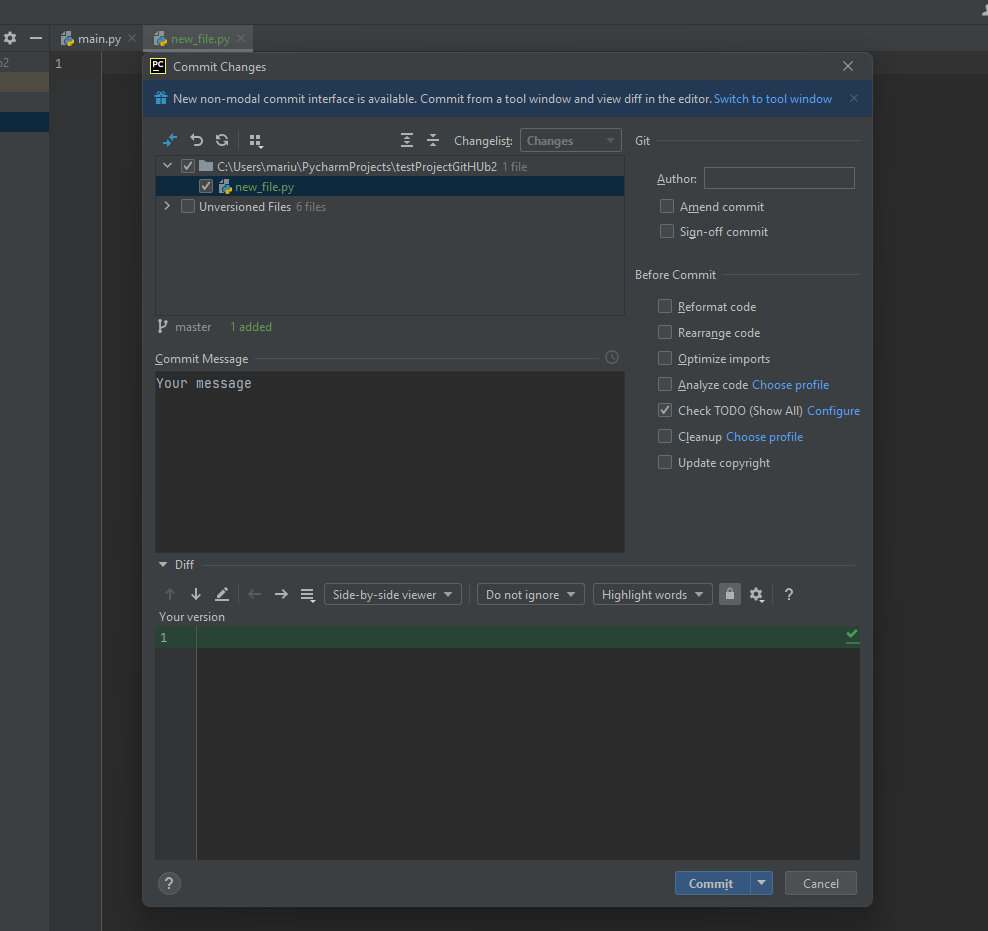 main.py
new_file.py
1
PC
Commit Changes
New non-modal commit interface is available. Commit from a tool window and view diff in the editor. Switch to tool window
Changelist: Changes
Git
C:\Users\mariu\PycharmProjects\testProjectGitHUb2 1 file
new_file.py
Unversioned Files 6 files
Author:
Amend commit
Sign-off commit
Before Commit
Reformat code
Rearrange code
Optimize imports
Analyze code Choose profile
Check TODO (Show All) Configure
Cleanup Choose profile
Update copyright
master 1 added
Commit Message
Your message
Diff
Side-by-side viewer
Do not ignore
Highlight words
?
Your version
1
?
Commit
Cancel